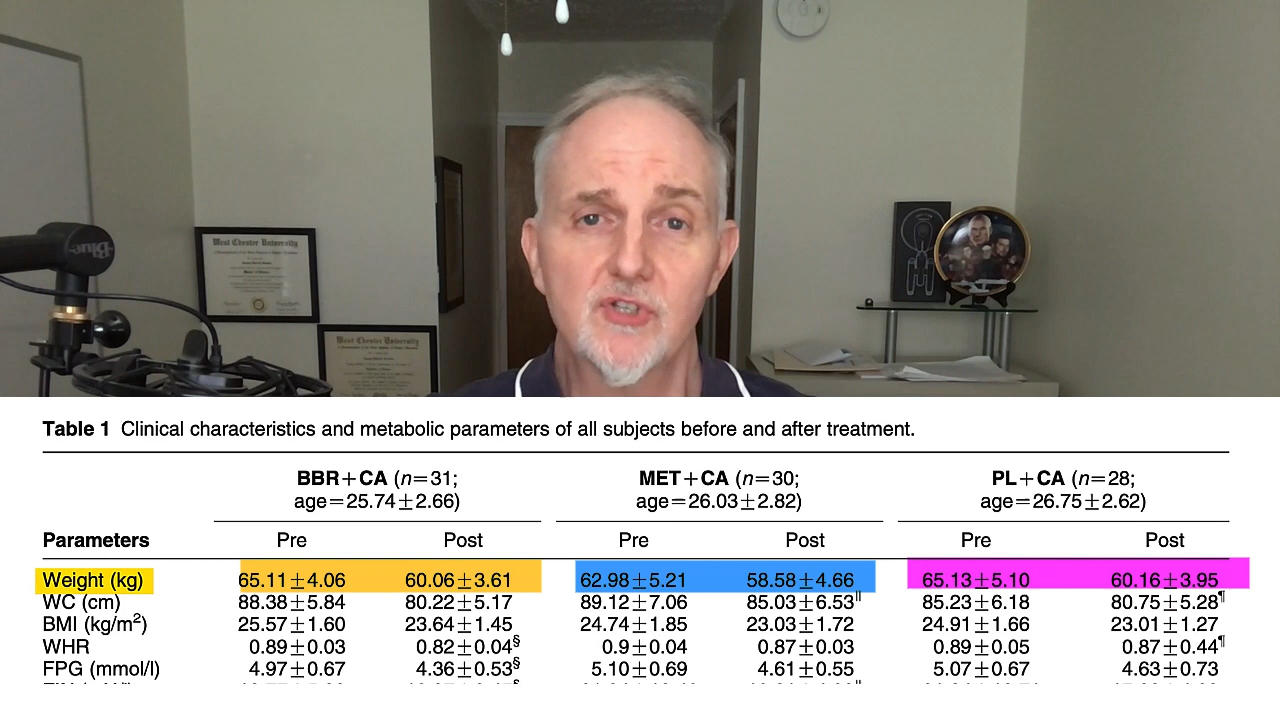 Blue
West Chester University
West Chester University
Table 1 Clinical characteristics and metabolic parameters of all subjects before and after treatment.
BBR+CA (n=31; age=25.74±2.66) MET+CA (n=30; age=26.03±2.82) PL+CA (n=28; age=26.75±2.62)
Parameters Pre Post Pre Post Pre Post
Weight (kg) 65.11±4.06 60.06±3.61 62.98±5.21 58.58±4.66 65.13±5.10 60.16±3.95
WC (cm) 88.38±5.84 80.22±5.17 89.12±7.06 85.03±6.53‖ 85.23±6.18 80.75±5.28¶
BMI (kg/m²) 25.57±1.60 23.64±1.45 24.74±1.85 23.03±1.72 24.91±1.66 23.01±1.27
WHR 0.89±0.03 0.82±0.04§ 0.9±0.04 0.87±0.03 0.89±0.05 0.87±0.44¶
FPG (mmol/l) 4.97±0.67 4.36±0.53§ 5.10±0.69 4.61±0.55 5.07±0.67 4.63±0.73